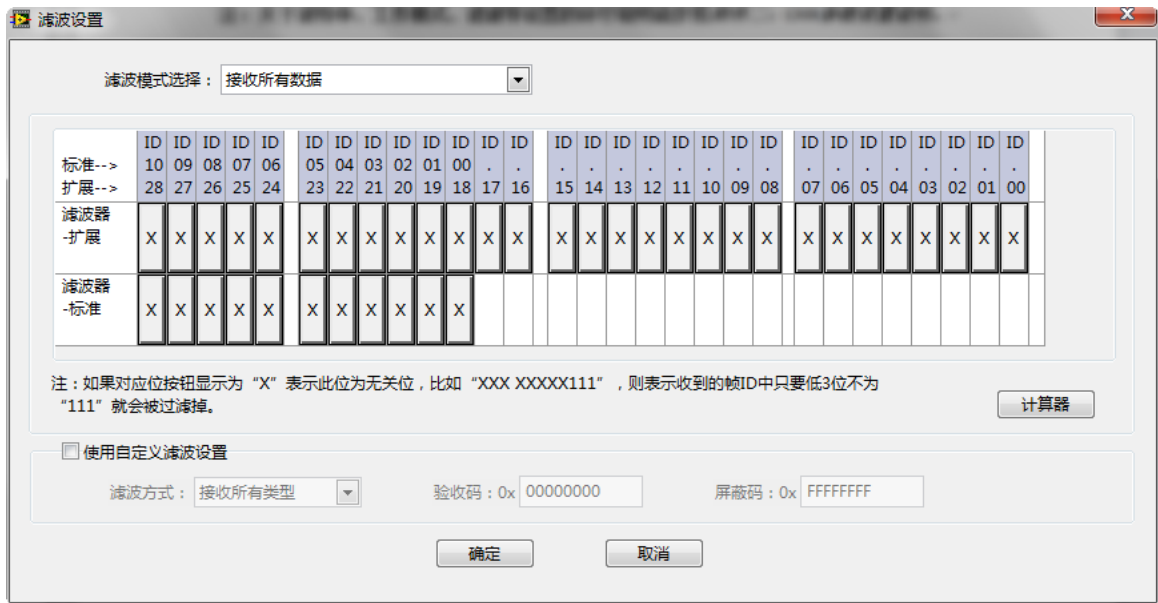 滤波设置
滤波模式选择： 接收所有数据
ID ID ID ID ID ID ID ID ID ID ID ID ID ID ID ID ID ID ID ID ID ID ID ID ID ID ID ID ID
标准--> 10 09 08 07 06 05 04 03 02 01 00 . . . . . . . . . . . . . . . . . .
扩展--> 28 27 26 25 24 23 22 21 20 19 18 17 16 15 14 13 12 11 10 09 08 07 06 05 04 03 02 01 00
滤波器
-扩展 X X X X X X X X X X X X X X X X X X X X X X X X X X X X X
滤波器
-标准 X X X X X X X X X X X
注：如果对应位按钮显示为“X”表示此位为无关位，比如“XXX XXXXX111”，则表示收到的帧ID中只要低3位不为
“111”就会被过滤掉。
计算器
使用自定义滤波设置
滤波方式： 接收所有类型 验收码：0x 00000000 屏蔽码：0x FFFFFFFF
确定 取消